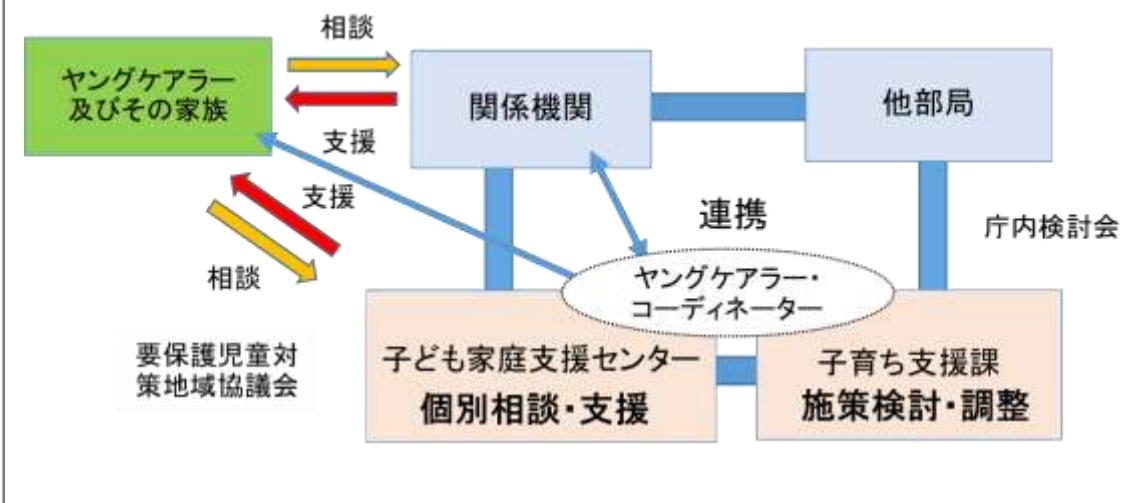 相談
ヤングケアラー
及びその家族
関係機関
他部局
支援
支援
連携
庁内検討会
相談
ヤングケアラー・
コーディネーター
要保護児童対
策地域協議会
子ども家庭支援センター
個別相談・支援
子育ち支援課
施策検討・調整